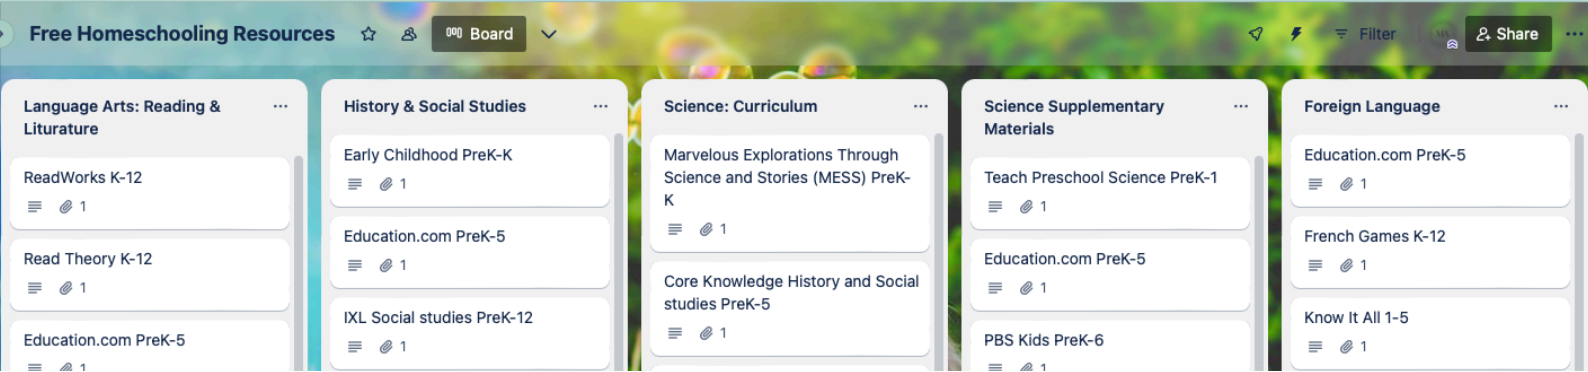 Free Homeschooling Resources
Board
Filter
Share
Language Arts: Reading &
Liturature
ReadWorks K-12
1
Read Theory K-12
1
Education.com PreK-5
1
History & Social Studies
Early Childhood PreK-K
1
Education.com PreK-5
1
IXL Social studies PreK-12
1
Science: Curriculum
Marvelous Explorations Through
Science and Stories (MESS) PreK-
K
1
Core Knowledge History and Social
studies PreK-5
1
Science Supplementary
Materials
Teach Preschool Science PreK-1
1
Education.com PreK-5
1
PBS Kids PreK-6
1
Foreign Language
Education.com PreK-5
1
French Games K-12
1
Know It All 1-5
1